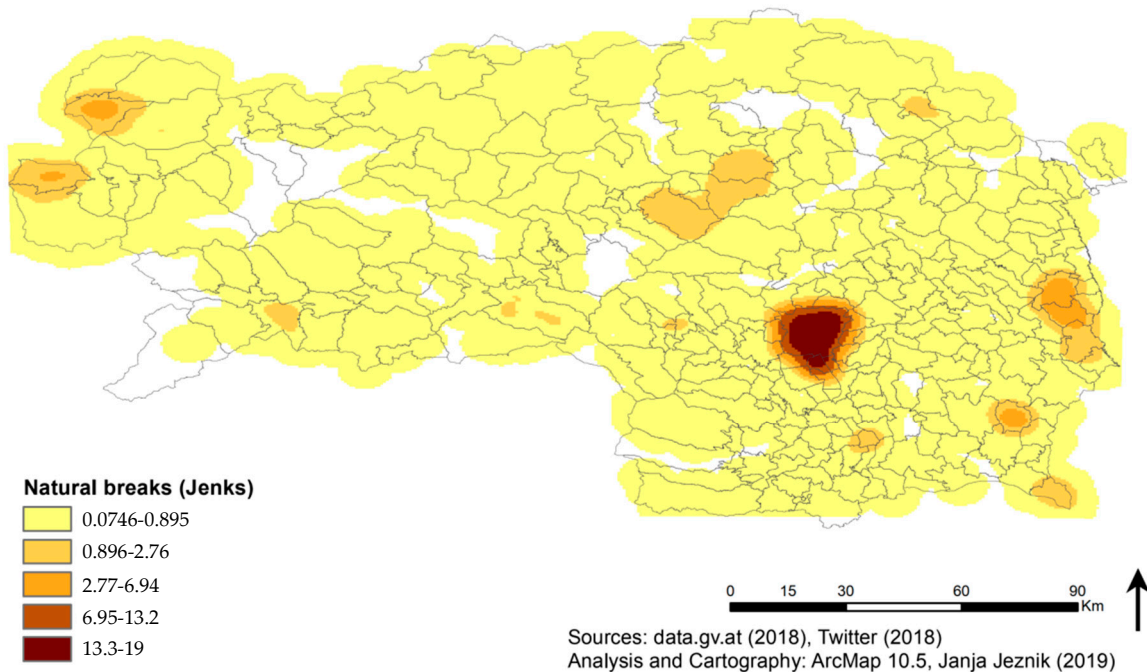 Natural breaks (Jenks)
0.0746-0.895
0.896-2.76
2.77-6.94
6.95-13.2
13.3-19
0 15 30 60 90
Km
Sources: data.gv.at (2018), Twitter (2018)
Analysis and Cartography: ArcMap 10.5, Janja Jeznik (2019)